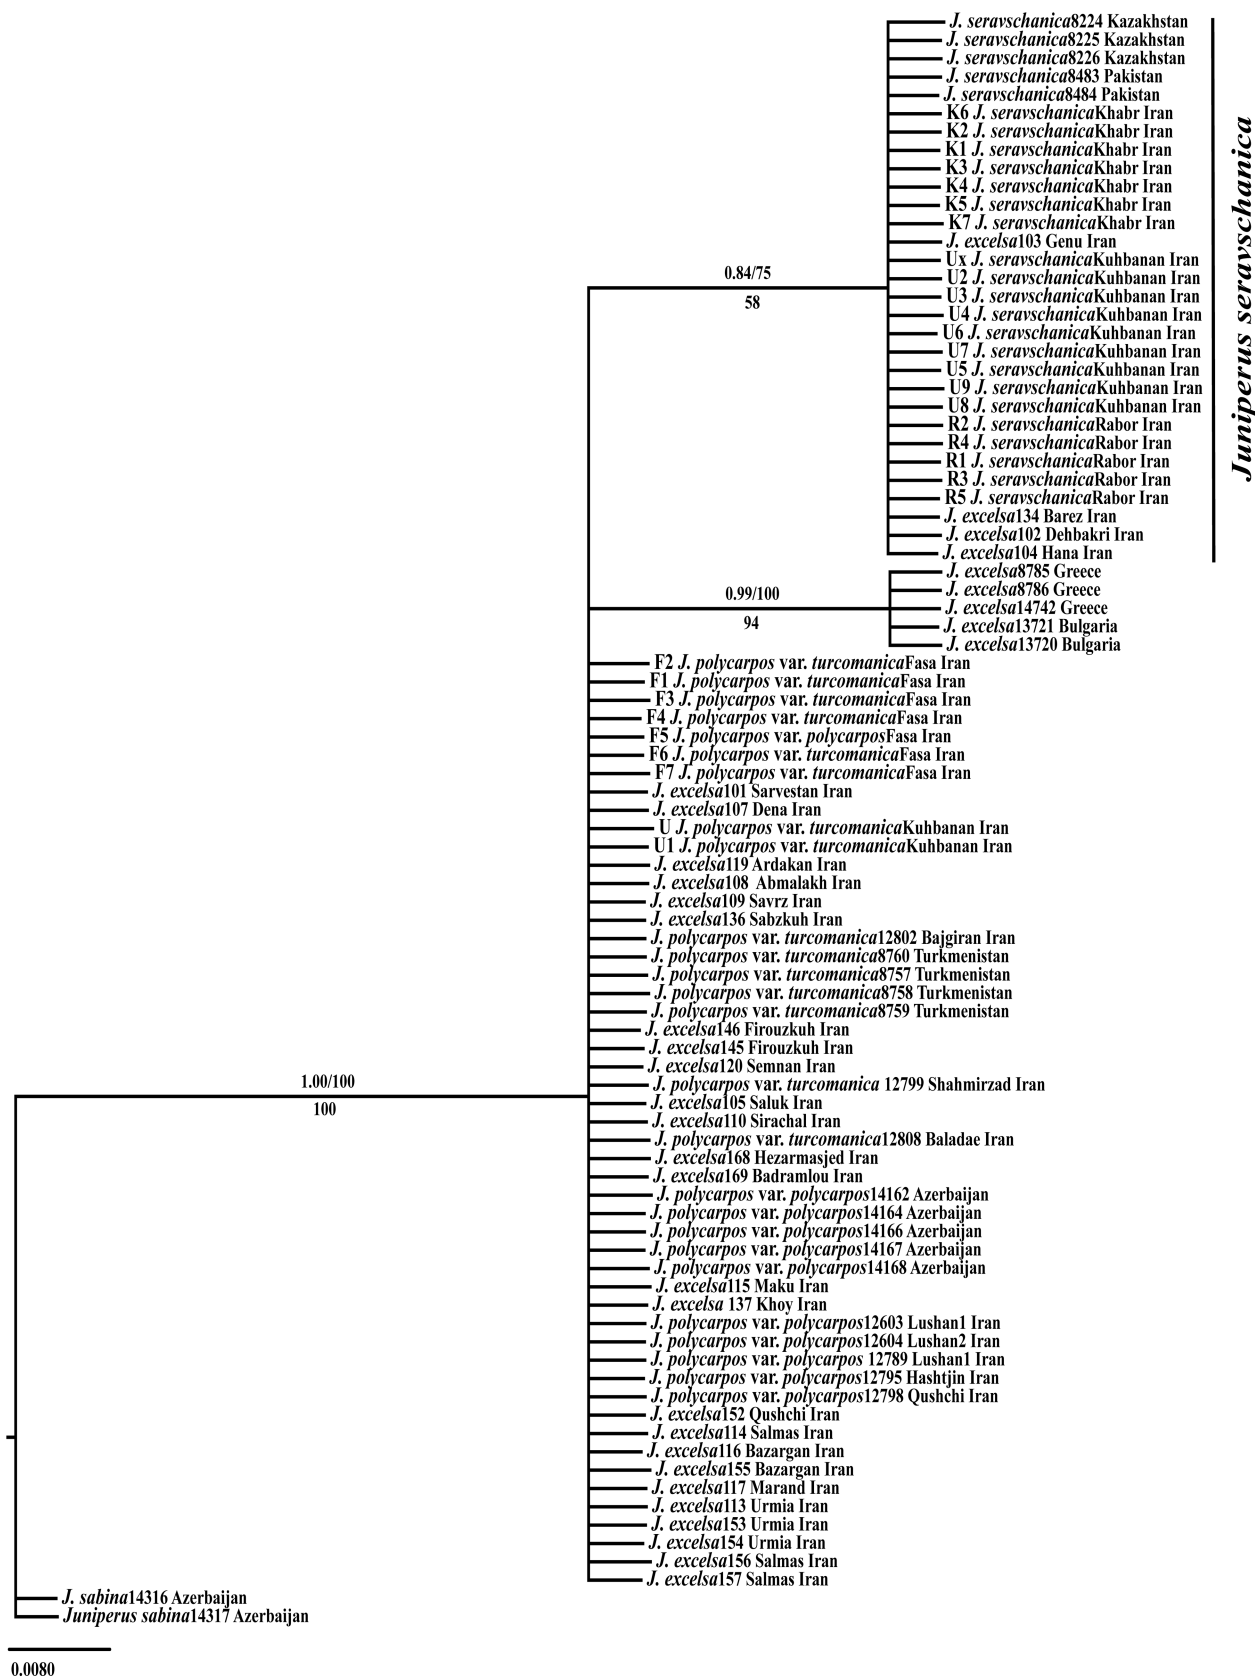 J. seravschanica8224 Kazakhstan
J. seravschanica8225 Kazakhstan
J. seravschanica8226 Kazakhstan
J. seravschanica8483 Pakistan
J. seravschanica8484 Pakistan
K6 J. seravschanicaKhabr Iran
K2 J. seravschanicaKhabr Iran
K1 J. seravschanicaKhabr Iran
K3 J. seravschanicaKhabr Iran
K4 J. seravschanicaKhabr Iran
K5 J. seravschanicaKhabr Iran
K7 J. seravschanicaKhabr Iran
J. excelsa103 Genu Iran
Ux J. seravschanicaKuhbanan Iran
U2 J. seravschanicaKuhbanan Iran
U3 J. seravschanicaKuhbanan Iran
U4 J. seravschanicaKuhbanan Iran
U6 J. seravschanicaKuhbanan Iran
U7 J. seravschanicaKuhbanan Iran
U5 J. seravschanicaKuhbanan Iran
U9 J. seravschanicaKuhbanan Iran
U8 J. seravschanicaKuhbanan Iran
R2 J. seravschanicaRabor Iran
R4 J. seravschanicaRabor Iran
R1 J. seravschanicaRabor Iran
R3 J. seravschanicaRabor Iran
R5 J. seravschanicaRabor Iran
J. excelsa134 Barez Iran
J. excelsa102 Dehbakri Iran
J. excelsa104 Hana Iran
Juniperus seravschanica
0.84/75
58
J. excelsa8785 Greece
J. excelsa8786 Greece
J. excelsa14742 Greece
J. excelsa13721 Bulgaria
J. excelsa13720 Bulgaria
0.99/100
94
F2 J. polycarpos var. turcomanicaFasa Iran
F1 J. polycarpos var. turcomanicaFasa Iran
F3 J. polycarpos var. turcomanicaFasa Iran
F4 J. polycarpos var. turcomanicaFasa Iran
F5 J. polycarpos var. polycarposFasa Iran
F6 J. polycarpos var. turcomanicaFasa Iran
F7 J. polycarpos var. turcomanicaFasa Iran
J. excelsa101 Sarvestan Iran
J. excelsa107 Dena Iran
U J. polycarpos var. turcomanicaKuhbanan Iran
U1 J. polycarpos var. turcomanicaKuhbanan Iran
J. excelsa119 Ardakan Iran
J. excelsa108 Abmalakh Iran
J. excelsa109 Savrz Iran
J. excelsa136 Sabzkuh Iran
J. polycarpos var. turcomanica12802 Bajgiran Iran
J. polycarpos var. turcomanica8760 Turkmenistan
J. polycarpos var. turcomanica8757 Turkmenistan
J. polycarpos var. turcomanica8758 Turkmenistan
J. polycarpos var. turcomanica8759 Turkmenistan
J. excelsa146 Firouzkuh Iran
J. excelsa145 Firouzkuh Iran
J. excelsa120 Semnan Iran
J. polycarpos var. turcomanica 12799 Shahmirzad Iran
J. excelsa105 Saluk Iran
J. excelsa110 Sirachal Iran
J. polycarpos var. turcomanica12808 Baladae Iran
J. excelsa168 Hezarmasjed Iran
J. excelsa169 Badramlou Iran
J. polycarpos var. polycarpos14162 Azerbaijan
J. polycarpos var. polycarpos14164 Azerbaijan
J. polycarpos var. polycarpos14166 Azerbaijan
J. polycarpos var. polycarpos14167 Azerbaijan
J. polycarpos var. polycarpos14168 Azerbaijan
J. excelsa115 Maku Iran
J. excelsa 137 Khoy Iran
J. polycarpos var. polycarpos12603 Lushan1 Iran
J. polycarpos var. polycarpos12604 Lushan2 Iran
J. polycarpos var. polycarpos 12789 Lushan1 Iran
J. polycarpos var. polycarpos12795 Hashtjin Iran
J. polycarpos var. polycarpos12798 Qushchi Iran
J. excelsa152 Qushchi Iran
J. excelsa114 Salmas Iran
J. excelsa116 Bazargan Iran
J. excelsa155 Bazargan Iran
J. excelsa117 Marand Iran
J. excelsa113 Urmia Iran
J. excelsa153 Urmia Iran
J. excelsa154 Urmia Iran
J. excelsa156 Salmas Iran
J. excelsa157 Salmas Iran
1.00/100
100
J. sabina14316 Azerbaijan
Juniperus sabina14317 Azerbaijan
0.0080